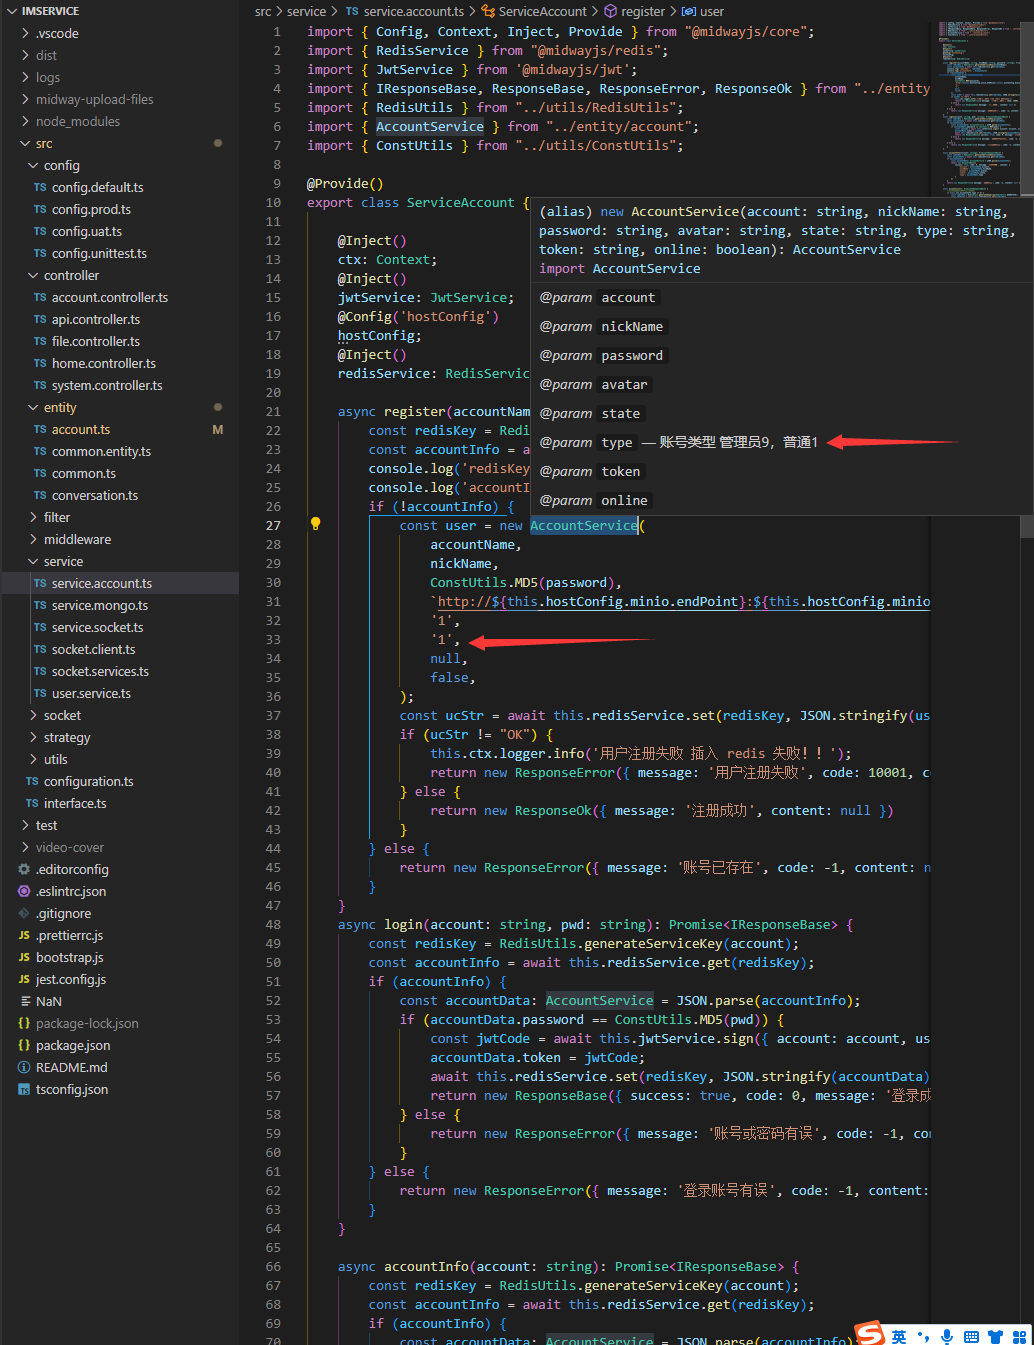 IMSERVICE
.vscode
dist
logs
midway-upload-files
node_modules
src
config
TS config.default.ts
TS config.prod.ts
TS config.uat.ts
TS config.unittest.ts
controller
TS account.controller.ts
TS api.controller.ts
TS file.controller.ts
TS home.controller.ts
TS system.controller.ts
entity
TS account.ts M
TS common.entity.ts
TS common.ts
TS conversation.ts
filter
middleware
service
TS service.account.ts
TS service.mongo.ts
TS service.socket.ts
TS socket.client.ts
TS socket.services.ts
TS user.service.ts
socket
strategy
utils
TS configuration.ts
TS interface.ts
test
video-cover
.editorconfig
.eslintrc.json
.gitignore
JS .prettierrc.js
JS bootstrap.js
JS jest.config.js
NaN
{} package-lock.json
{} package.json
README.md
TS tsconfig.json
src > service > TS service.account.ts > ServiceAccount > register > user
1 import { Config, Context, Inject, Provide } from "@midwayjs/core";
2 import { RedisService } from "@midwayjs/redis";
3 import { JwtService } from '@midwayjs/jwt';
4 import { IResponseBase, ResponseBase, ResponseError, ResponseOk } from "../entity
5 import { RedisUtils } from "../utils/RedisUtils";
6 import { AccountService } from "../entity/account";
7 import { ConstUtils } from "../utils/ConstUtils";
8
9 @Provide()
10 export class ServiceAccount {
11
12 @Inject()
13 ctx: Context;
14 @Inject()
15 jwtService: JwtService;
16 @Config('hostConfig')
17 hostConfig;
18 @Inject()
19 redisService: RedisServic
20
21 async register(accountNam
22 const redisKey = Redi
23 const accountInfo = a
24 console.log('redisKey
25 console.log('accountI
26 if (!accountInfo) {
27 const user = new AccountService(
28 accountName,
29 nickName,
30 ConstUtils.MD5(password),
31 `http://${this.hostConfig.minio.endPoint}:${this.hostConfig.minio
32 '1',
33 '1',
34 null,
35 false,
36 );
37 const ucStr = await this.redisService.set(redisKey, JSON.stringify(us
38 if (ucStr != "OK") {
39 this.ctx.logger.info('用户注册失败 插入 redis 失败！！');
40 return new ResponseError({ message: '用户注册失败', code: 10001, c
41 } else {
42 return new ResponseOk({ message: '注册成功', content: null })
43 }
44 } else {
45 return new ResponseError({ message: '账号已存在', code: -1, content: n
46 }
47 }
48 async login(account: string, pwd: string): Promise<IResponseBase> {
49 const redisKey = RedisUtils.generateServiceKey(account);
50 const accountInfo = await this.redisService.get(redisKey);
51 if (accountInfo) {
52 const accountData: AccountService = JSON.parse(accountInfo);
53 if (accountData.password == ConstUtils.MD5(pwd)) {
54 const jwtCode = await this.jwtService.sign({ account: account, us
55 accountData.token = jwtCode;
56 await this.redisService.set(redisKey, JSON.stringify(accountData)
57 return new ResponseBase({ success: true, code: 0, message: '登录成
58 } else {
59 return new ResponseError({ message: '账号或密码有误', code: -1, con
60 }
61 } else {
62 return new ResponseError({ message: '登录账号有误', code: -1, content:
63 }
64 }
65
66 async accountInfo(account: string): Promise<IResponseBase> {
67 const redisKey = RedisUtils.generateServiceKey(account);
68 const accountInfo = await this.redisService.get(redisKey);
69 if (accountInfo) {
70 const accountData: AccountService = JSON.parse(accountInfo)
(alias) new AccountService(account: string, nickName: string,
password: string, avatar: string, state: string, type: string,
token: string, online: boolean): AccountService
import AccountService
@param account
@param nickName
@param password
@param avatar
@param state
@param type — 账号类型 管理员9，普通1
@param token
@param online
S 英